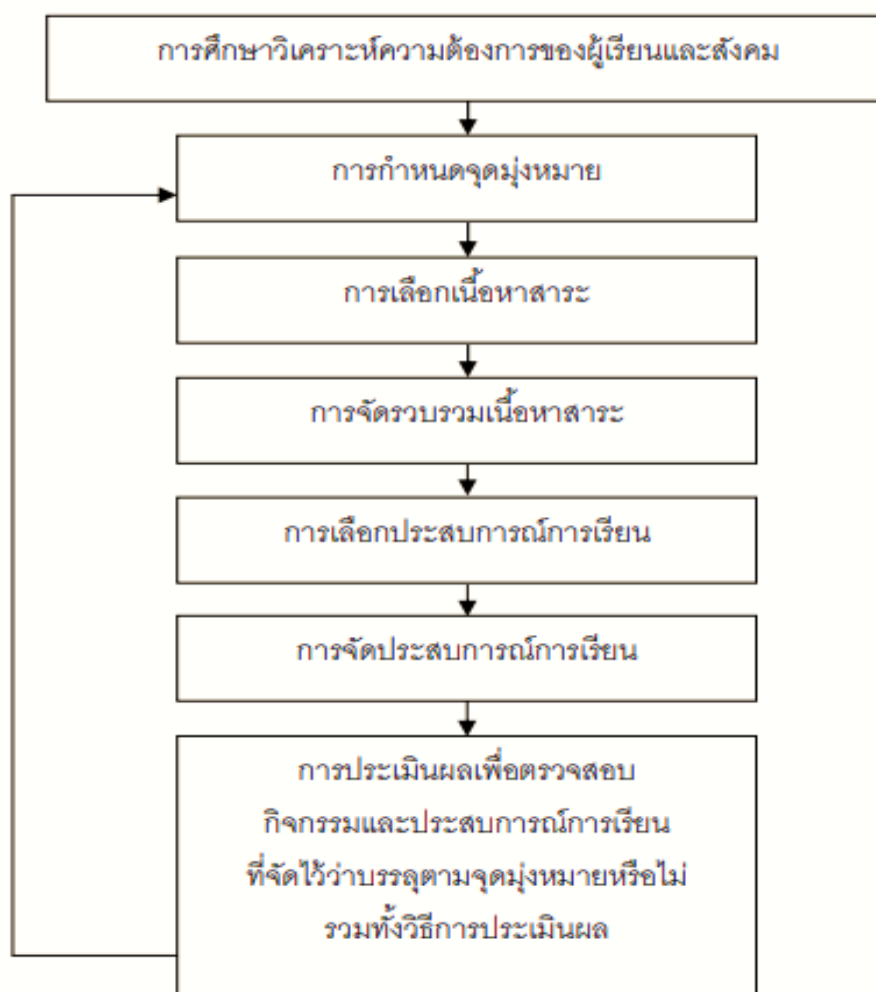 การศึกษาวิเคราะห์ความต้องการของผู้เรียนและสังคม
การกำหนดจุดมุ่งหมาย
การเลือกเนื้อหาสาระ
การจัดรวบรวมเนื้อหาสาระ
การเลือกประสบการณ์การเรียน
การจัดประสบการณ์การเรียน
การประเมินผลเพื่อตรวจสอบ
กิจกรรมและประสบการณ์การเรียน
ที่จัดไว้ว่าบรรลุตามจุดมุ่งหมายหรือไม่
รวมทั้งวิธีการประเมินผล